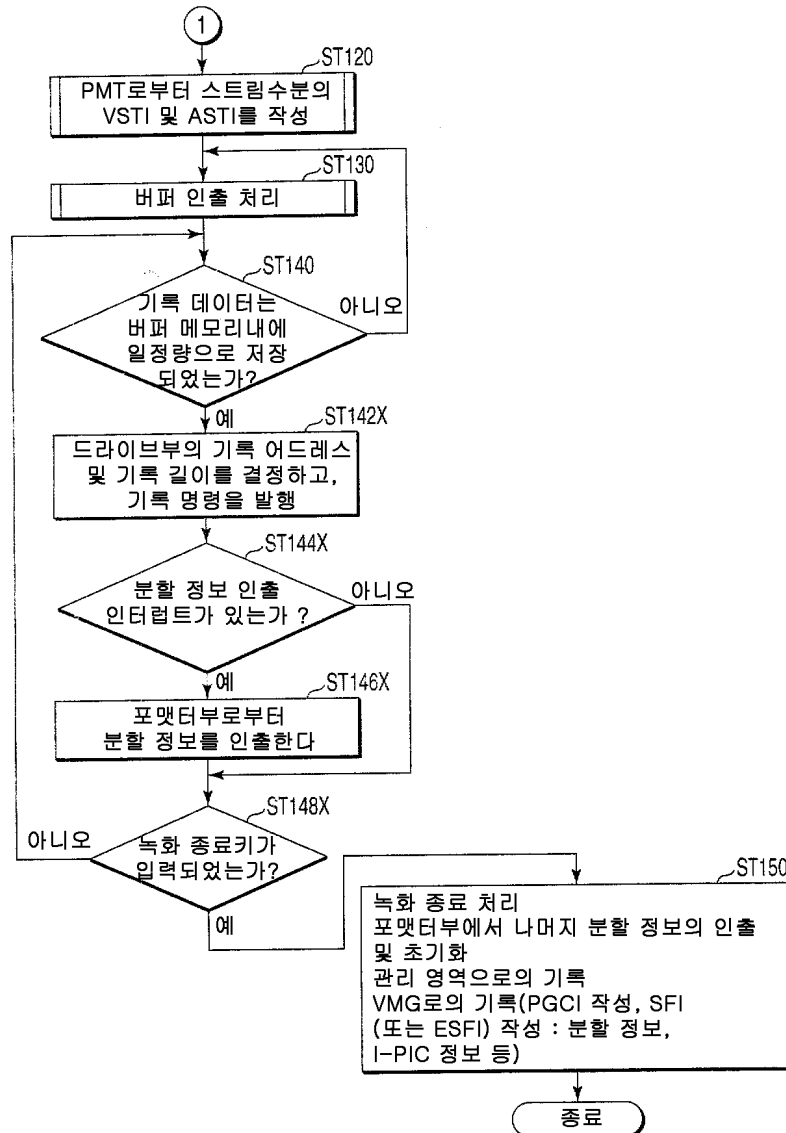 1
ST120
PMT로부터 스트림수분의
VSTI 및 ASTI를 작성
ST130
버퍼 인출 처리
ST140
기록 데이터는
버퍼 메모리내에
일정량으로 저장
되었는가?
아니오
예
ST142X
드라이브부의 기록 어드레스
및 기록 길이를 결정하고,
기록 명령을 발행
ST144X
분할 정보 인출
인터럽트가 있는가 ?
아니오
예
ST146X
포맷터부로부터
분할 정보를 인출한다
ST148X
녹화 종료키가
입력되었는가?
아니오
예
ST150
녹화 종료 처리
포맷터부에서 나머지 분할 정보의 인출
및 초기화
관리 영역으로의 기록
VMG로의 기록(PGCI 작성, SFI
(또는 ESFI) 작성 : 분할 정보,
I-PIC 정보 등)
종료